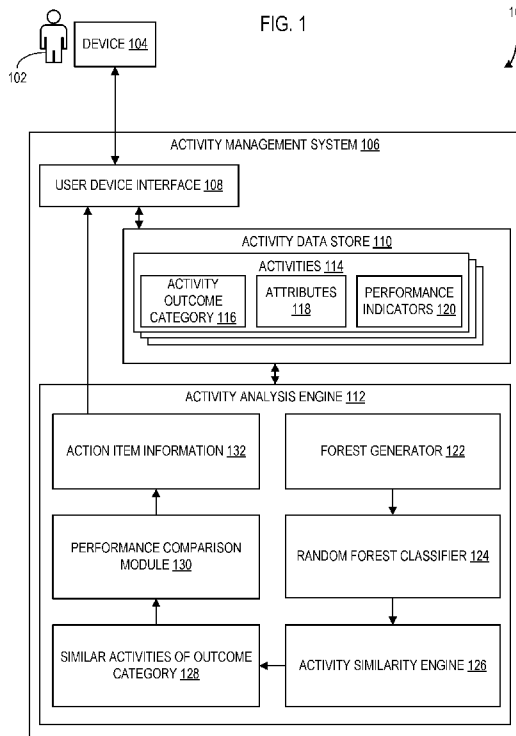 FIG. 1
10
DEVICE 104
102
ACTIVITY MANAGEMENT SYSTEM 106
USER DEVICE INTERFACE 108
ACTIVITY DATA STORE 110
ACTIVITIES 114
ACTIVITY
OUTCOME
CATEGORY 116
ATTRIBUTES
118
PERFORMANCE
INDICATORS 120
ACTIVITY ANALYSIS ENGINE 112
ACTION ITEM INFORMATION 132
FOREST GENERATOR 122
PERFORMANCE COMPARISON
MODULE 130
RANDOM FOREST CLASSIFIER 124
SIMILAR ACTIVITIES OF OUTCOME
CATEGORY 128
ACTIVITY SIMILARITY ENGINE 126